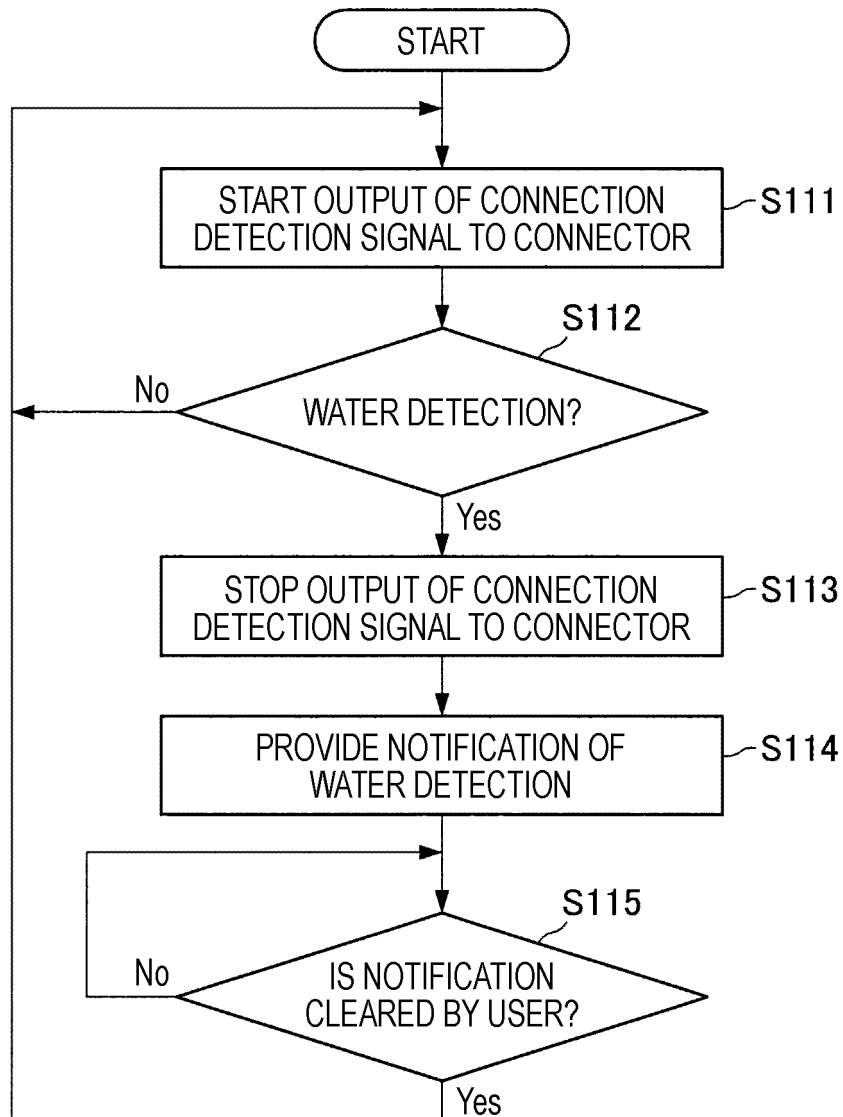 START
START OUTPUT OF CONNECTION
DETECTION SIGNAL TO CONNECTOR
S111
S112
No
WATER DETECTION?
Yes
STOP OUTPUT OF CONNECTION
DETECTION SIGNAL TO CONNECTOR
S113
PROVIDE NOTIFICATION OF
WATER DETECTION
S114
S115
No
IS NOTIFICATION
CLEARED BY USER?
Yes